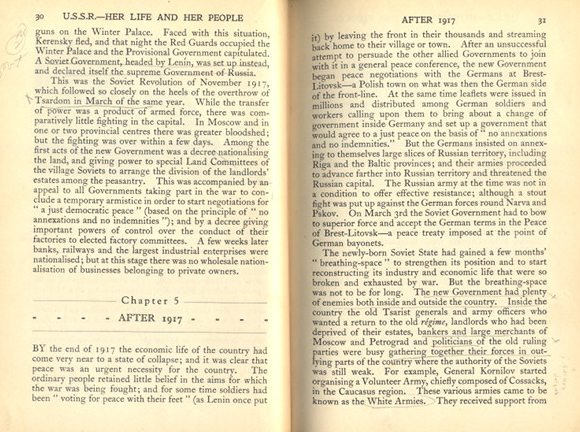 30 U.S.S.R.—HER LIFE AND HER PEOPLE
guns on the Winter Palace. Faced with this situation,
Kerensky fled, and that night the Red Guards occupied the
Winter Palace and the Provisional Government capitulated.
A Soviet Government, headed by Lenin, was set up instead,
and declared itself the supreme Government of Russia.
This was the Soviet Revolution of November 1917,
which followed so closely on the heels of the overthrow of
Tsardom in March of the same year. While the transfer
of power was a product of armed force, there was com-
paratively little fighting in the capital. In Moscow and in
one or two provincial centres there was greater bloodshed;
but the fighting was over within a few days. Among the
first acts of the new Government was a decree nationalising
the land, and giving power to special Land Committees of
the village Soviets to arrange the division of the landlords'
estates among the peasantry. This was accompanied by an
appeal to all Governments taking part in the war to con-
clude a temporary armistice in order to start negotiations for
" a just democratic peace " (based on the principle of " no
annexations and no indemnities "); and by a decree giving
important powers of control over the conduct of their
factories to elected factory committees. A few weeks later
banks, railways and the largest industrial enterprises were
nationalised; but at this stage there was no wholesale natio-
nalisation of businesses belonging to private owners.
Chapter 5
AFTER 1917
BY the end of 1917 the economic life of the country had
come very near to a state of collapse; and it was clear that
peace was an urgent necessity for the country. The
ordinary people retained little belief in the aims for which
the war was being fought; and for some time soldiers had
been " voting for peace with their feet " (as Lenin once put
AFTER 1917 31
it) by leaving the front in their thousands and streaming
back home to their village or town. After an unsuccessful
attempt to persuade the other allied Governments to join
with it in a general peace conference, the new Government
began peace negotiations with the Germans at Brest-
Litovsk—a Polish town on what was then the German side
of the front-line. At the same time leaflets were issued in
millions and distributed among German soldiers and
workers calling upon them to bring about a change of
government inside Germany and set up a government that
would agree to a just peace on the basis of " no annexations
and no indemnities." But the Germans insisted on annex-
ing to themselves large slices of Russian territory, including
Riga and the Baltic provinces; and their armies proceeded
to advance farther into Russian territory and threatened the
Russian capital. The Russian army at the time was not in
a condition to offer effective resistance; although a stout
fight was put up against the German forces round Narva and
Pskov. On March 3rd the Soviet Government had to bow
to superior force and accept the German terms in the Peace
of Brest-Litovsk—a peace treaty imposed at the point of
German bayonets.
The newly-born Soviet State had gained a few months'
" breathing-space " to strengthen its position and to start
reconstructing its industry and economic life that were so
broken and exhausted by war. But the breathing-space
was not to be long. The new Government had plenty
of enemies both inside and outside the country. Inside the
country the old Tsarist generals and army officers who
wanted a return to the old régime, landlords who had been
deprived of their estates, bankers and large merchants of
Moscow and Petrograd and politicians of the old ruling
parties were busy gathering together their forces in out-
lying parts of the country where the authority of the Soviets
was still weak. For example, General Kornilov started
organising a Volunteer Army, chiefly composed of Cossacks,
in the Caucasus region. These various armies came to be
known as the White Armies. They received support from